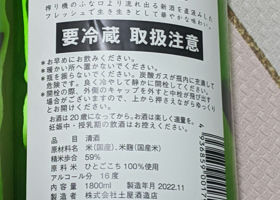 搾り機のふな口より流れ出る新酒を直汲みした
フレッシュで生き生きとして華やかな味わい。
要冷蔵 取扱注意
*お早めにお飲みください。
*暖かい所へ置かないでください。
*瓶を振らないでください。炭酸ガスが瓶内に充満して
危険です。良く冷やして静かに開栓してください。
*開栓の際、外側のキャップを外すと中栓が飛び出す
場合がございますので、上から押さえながらゆっくり
とお開けください。
お酒は20歳になってから。お酒は楽しく適量を。
妊娠中・授乳期の飲酒はお控えください。
品目 清酒
原材料名 米(国産)、米麹(国産米)
精米歩合 59%
原料米 ひとごこち100%使用
アルコール分 16度
内容量 1800ml 製造年月 2022.11
製造者 株式会社土屋酒造店